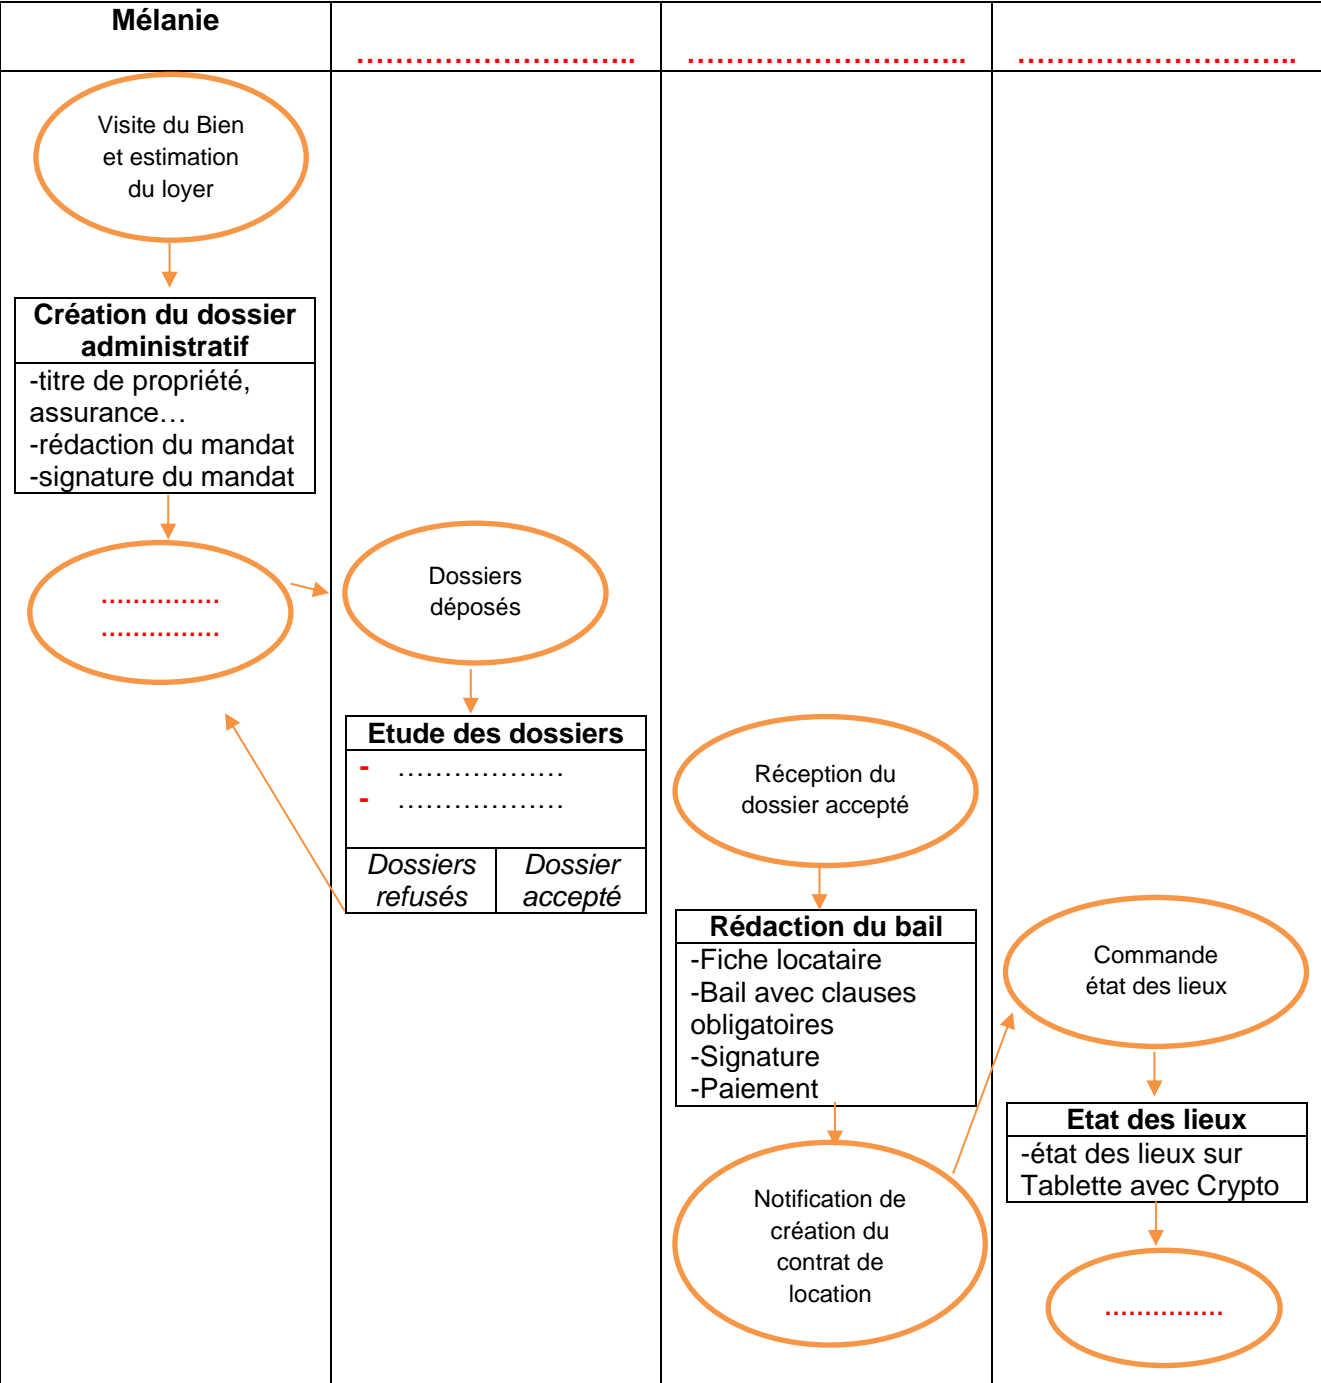 Mélanie
............................ ............................ ............................
Visite du Bien
et estimation
du loyer
Création du dossier
administratif
-titre de propriété,
assurance…
-rédaction du mandat
-signature du mandat
……………
……………
Dossiers
déposés
Etude des dossiers
- ………………
- ………………
Dossiers
refusés
Dossier
accepté
Réception du
dossier accepté
Rédaction du bail
-Fiche locataire
-Bail avec clauses
obligatoires
-Signature
-Paiement
Notification de
création du
contrat de
location
Commande
état des lieux
Etat des lieux
-état des lieux sur
Tablette avec Crypto
……………